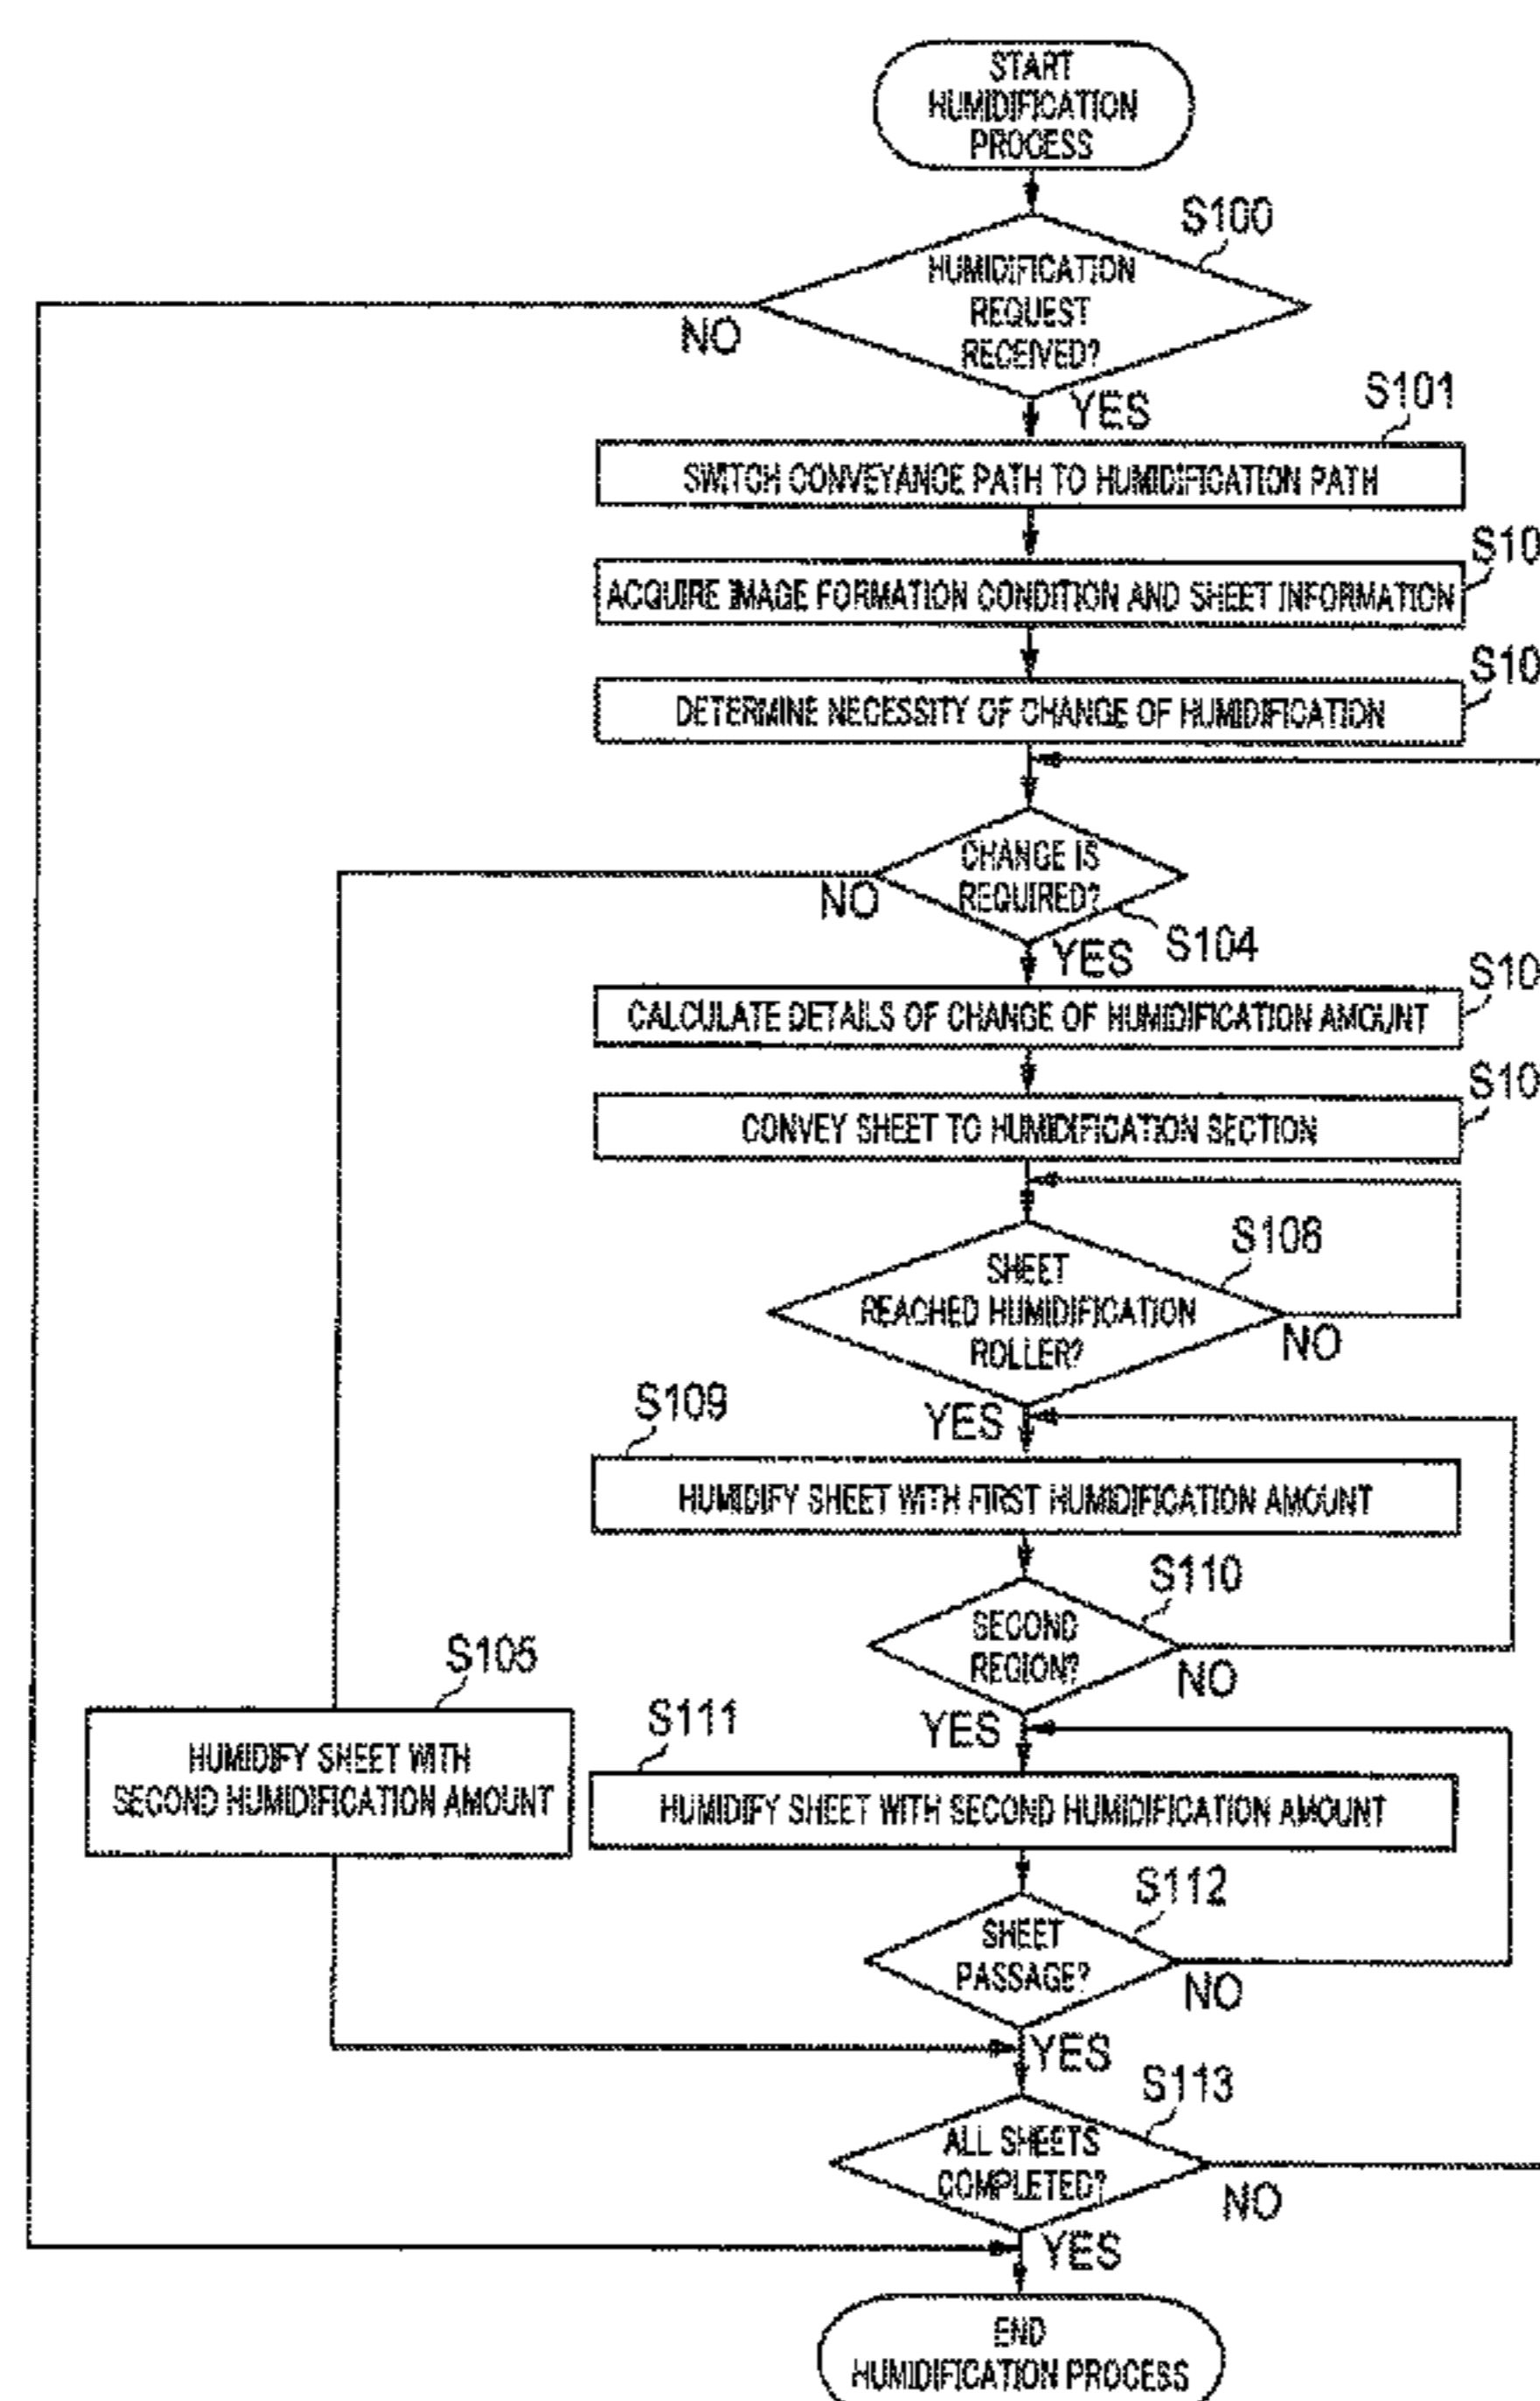 START
HUMIDIFICATION
PROCESS
S100
HUMIDIFICATION
REQUEST
RECEIVED?
NO
YES
S101
SWITCH CONVEYANCE PATH TO HUMIDIFICATION PATH
S10
ACQUIRE IMAGE FORMATION CONDITION AND SHEET INFORMATION
S10
DETERMINE NECESSITY OF CHANGE OF HUMIDIFICATION
CHANGE IS
REQUIRED?
NO
S104
YES
S10
CALCULATE DETAILS OF CHANGE OF HUMIDIFICATION AMOUNT
S10
CONVEY SHEET TO HUMIDIFICATION SECTION
S108
SHEET
REACHED HUMIDIFICATION
ROLLER?
NO
YES
S109
HUMIDIFY SHEET WITH FIRST HUMIDIFICATION AMOUNT
S110
SECOND
REGION?
NO
YES
S105
HUMIDIFY SHEET WITH
SECOND HUMIDIFICATION AMOUNT
S111
HUMIDIFY SHEET WITH SECOND HUMIDIFICATION AMOUNT
S112
SHEET
PASSAGE?
NO
YES
S113
ALL SHEETS
COMPLETED?
NO
YES
END
HUMIDIFICATION PROCESS